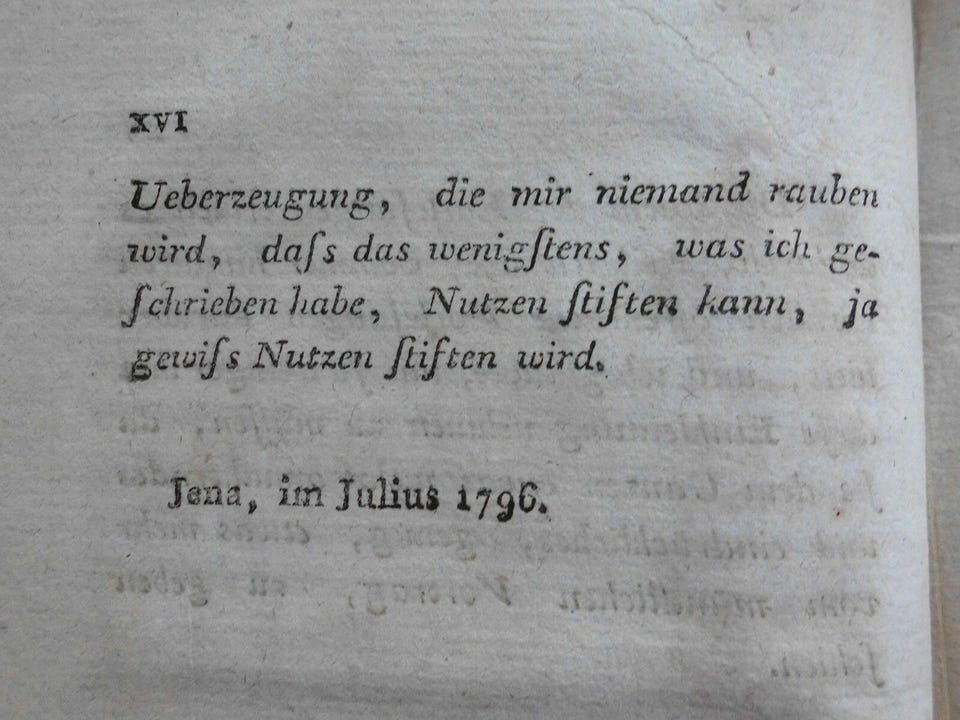 XVI
Ueberzeugung, die mir niemand rauben
wird, daſs das wenigſtens, was ich ge-
ſchrieben habe, Nutzen ſtiften kann, ja
gewiſs Nutzen ſtiften wird.
Jena, im Julius 1796.